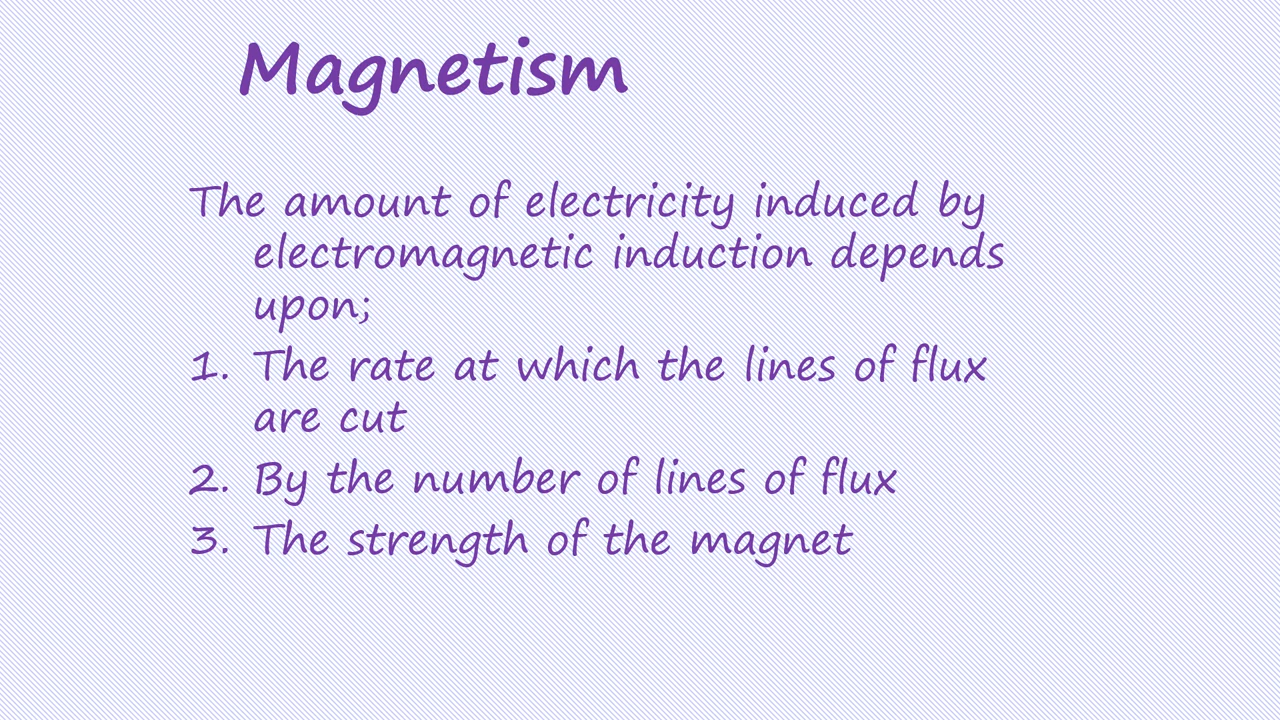 Magnetism
The amount of electricity induced by
electromagnetic induction depends
upon;
1. The rate at which the lines of flux
are cut
2. By the number of lines of flux
3. The strength of the magnet